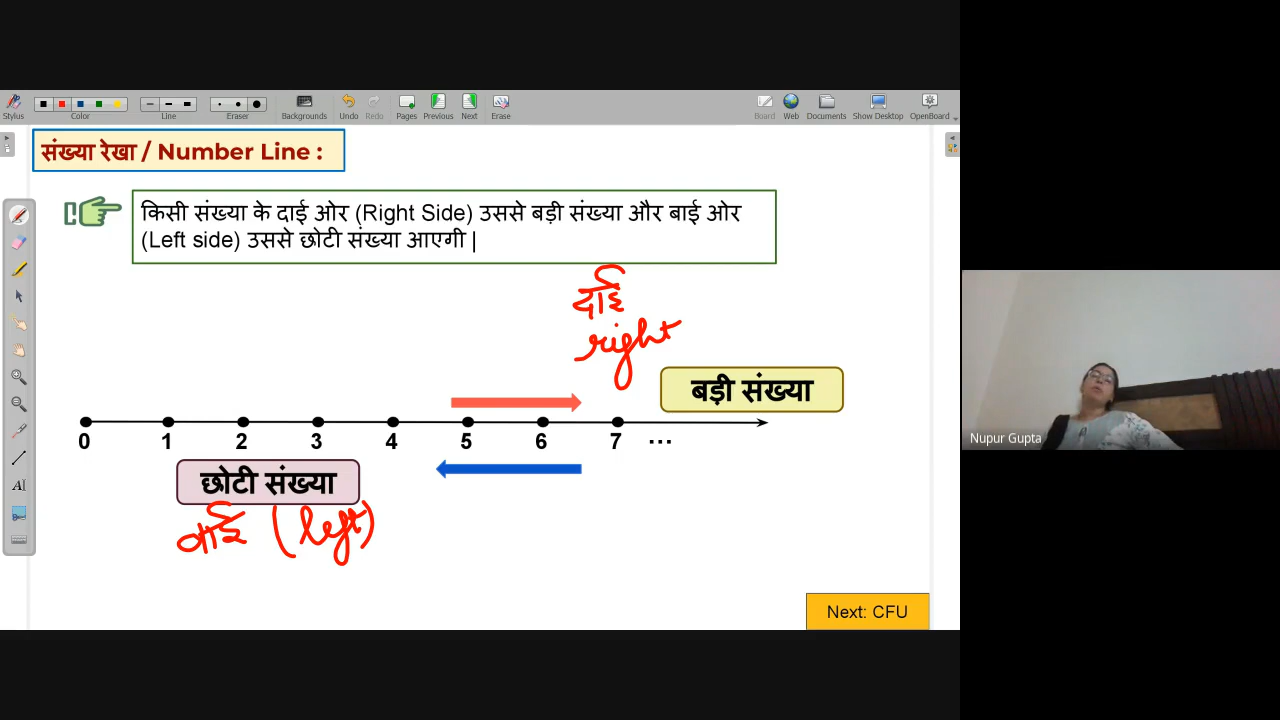 Stylus
Color
Line
Eraser
Backgrounds
Undo
Redo
Pages
Previous
Next
Erase
Board
Web
Documents
Show Desktop
OpenBoard
संख्या रेखा / Number Line :
किसी संख्या के दाई ओर (Right Side) उससे बड़ी संख्या और बाई ओर
(Left side) उससे छोटी संख्या आएगी |
दाई
right
बड़ी संख्या
0 1 2 3 4 5 6 7 ...
छोटी संख्या
बाई (left)
Next: CFU
Nupur Gupta